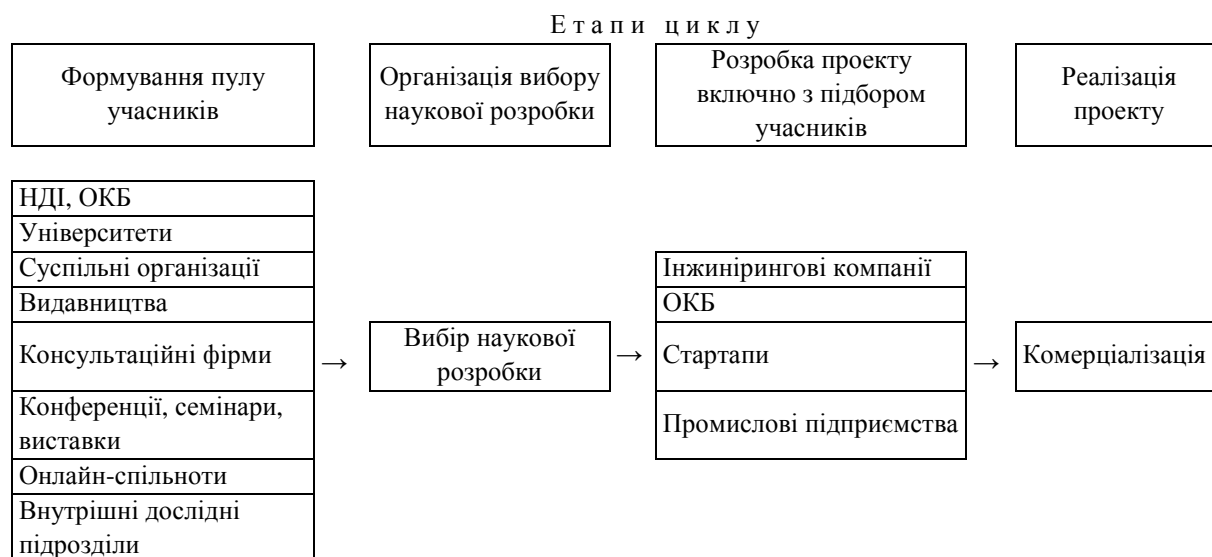 Етапи циклу
Формування пулу
учасників
Організація вибору
наукової розробки
Розробка проекту
включно з підбором
учасників
Реалізація
проекту
НДІ, ОКБ
Університети
Суспільні організації
Видавництва
Консультаційні фірми
Конференції, семінари,
виставки
Онлайн-спільноти
Внутрішні дослідні
підрозділи
→
Вибір наукової
розробки
→
Інжинірингові компанії
ОКБ
Стартапи
Промислові підприємства
→
Комерціалізація